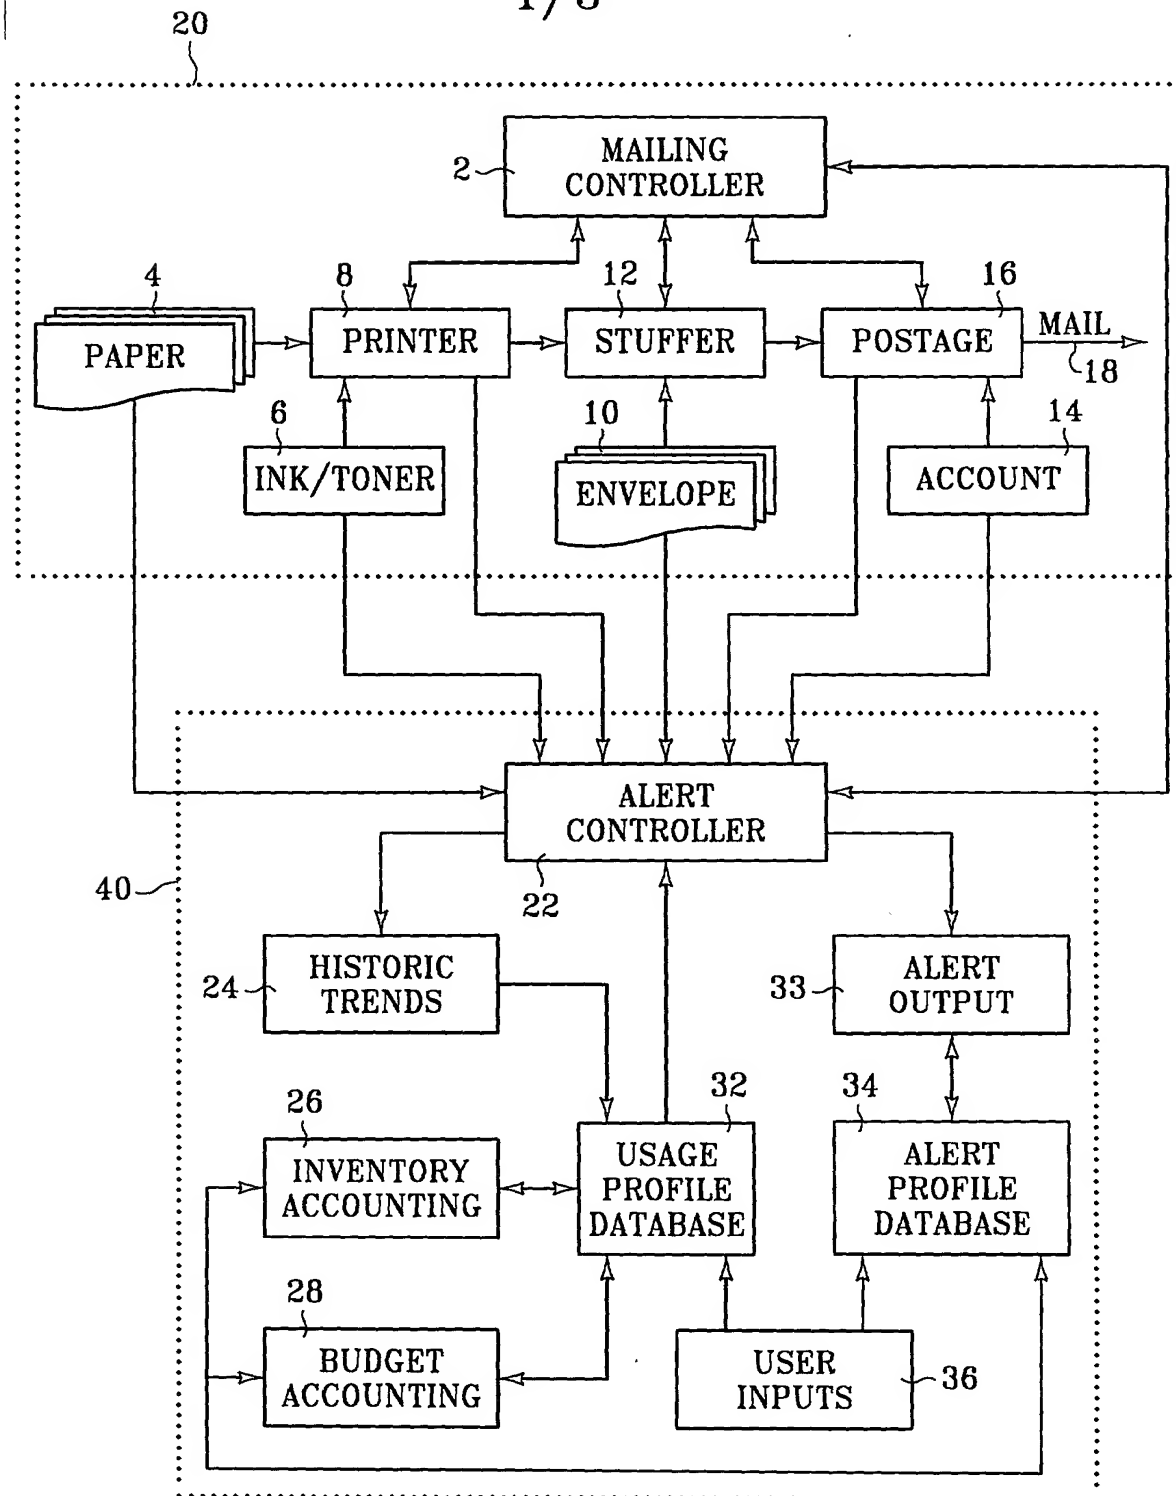 20
MAILING
CONTROLLER
2
4
8
12
16
PAPER
PRINTER
STUFFER
POSTAGE
MAIL
18
6
10
14
INK/TONER
ENVELOPE
ACCOUNT
ALERT
CONTROLLER
22
40
HISTORIC
TRENDS
24
ALERT
OUTPUT
33
26
32
34
INVENTORY
ACCOUNTING
USAGE
PROFILE
DATABASE
ALERT
PROFILE
DATABASE
28
BUDGET
ACCOUNTING
USER
INPUTS
36